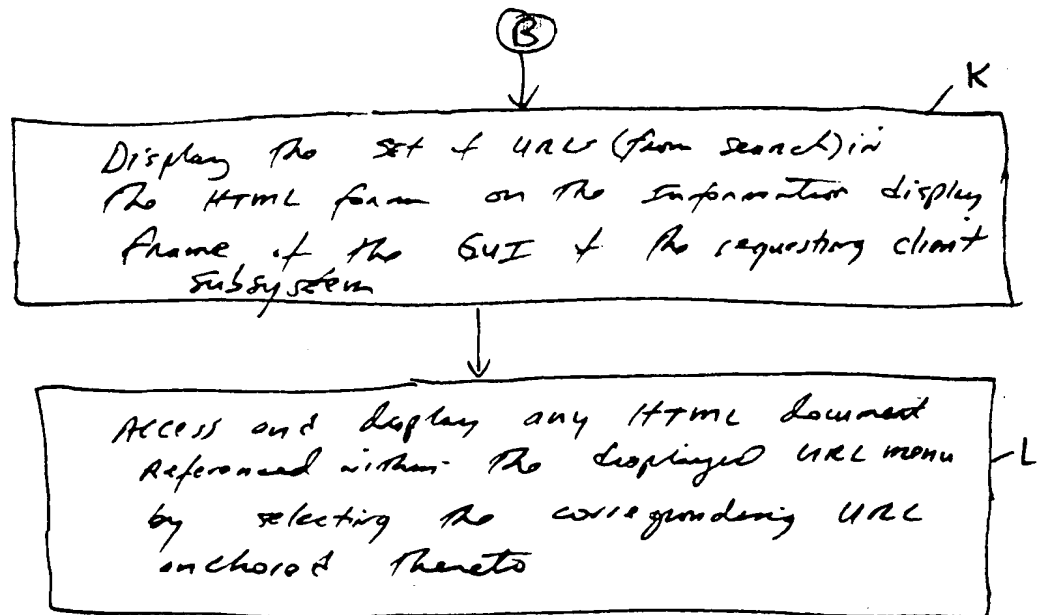 B
K
Display the set of URLs (from search) in
the HTML form on the Information display
frame of the GUI of the requesting client
subsystem
Access and display any HTML document
Referenced within the displayed URL menu
L
by selecting the corresponding URL
anchored thereto